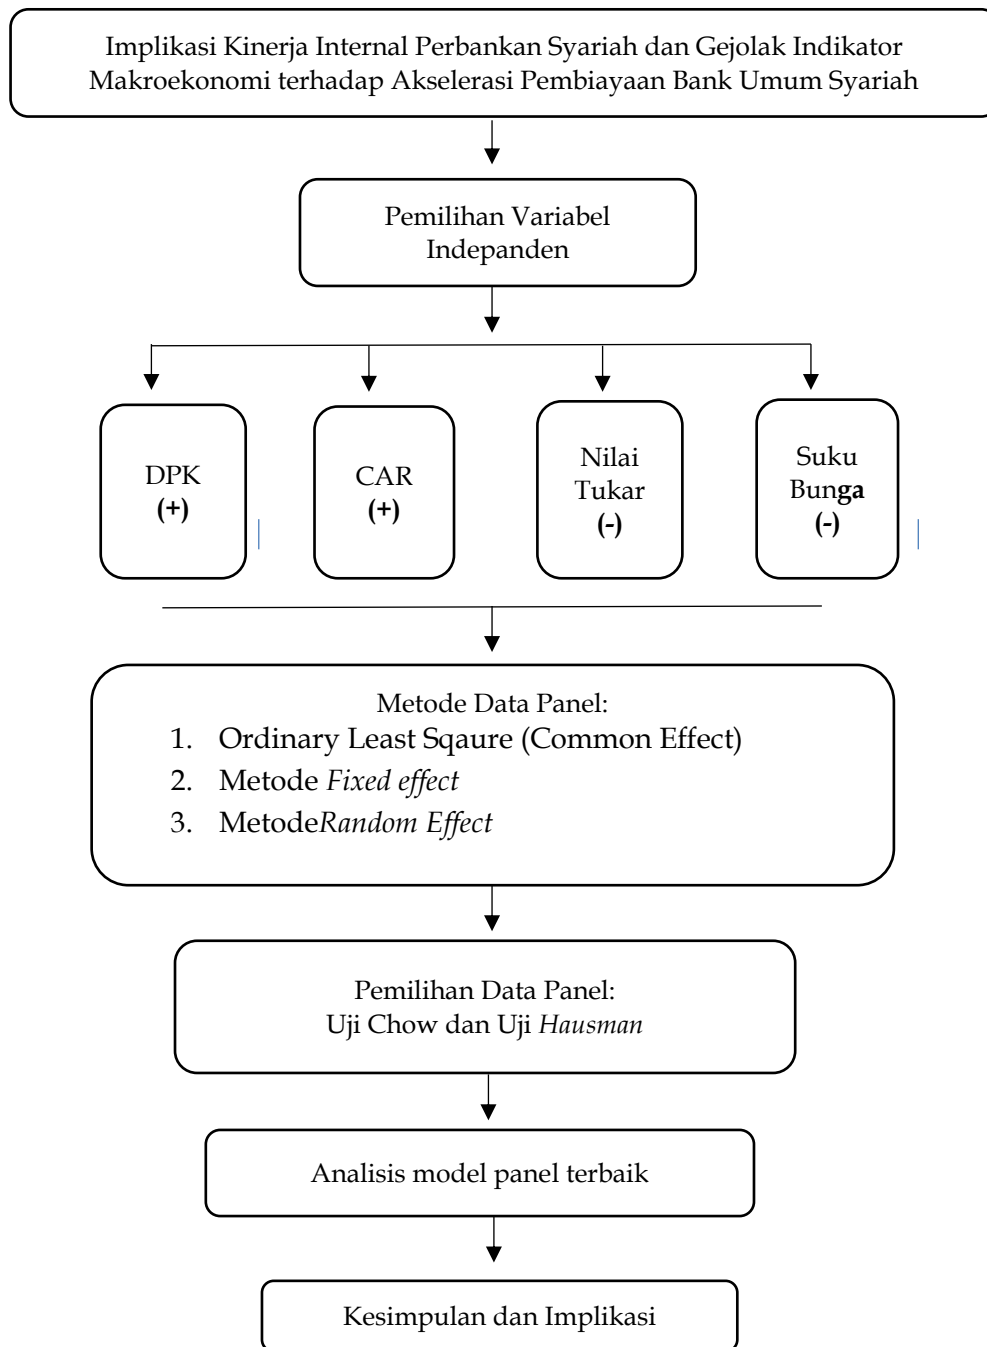 Implikasi Kinerja Internal Perbankan Syariah dan Gejolak Indikator
Makroekonomi terhadap Akselerasi Pembiayaan Bank Umum Syariah
Pemilihan Variabel
Indepanden
DPK
(+)
CAR
(+)
Nilai
Tukar
(-)
Suku
Bunga
(-)
Metode Data Panel:
1. Ordinary Least Sqaure (Common Effect)
2. Metode Fixed effect
3. MetodeRandom Effect
Pemilihan Data Panel:
Uji Chow dan Uji Hausman
Analisis model panel terbaik
Kesimpulan dan Implikasi